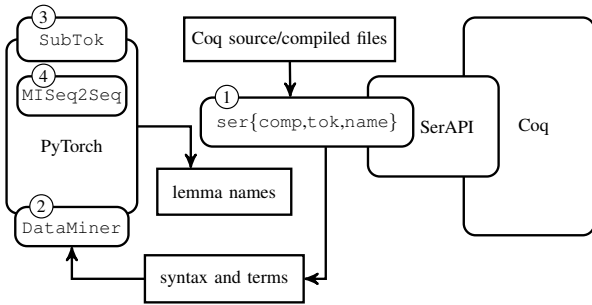 3
SubTok
4
MISeq2Seq
PyTorch
2
DataMiner
Coq source/compiled files
1
ser{comp,tok,name}
SerAPI
Coq
lemma names
syntax and terms